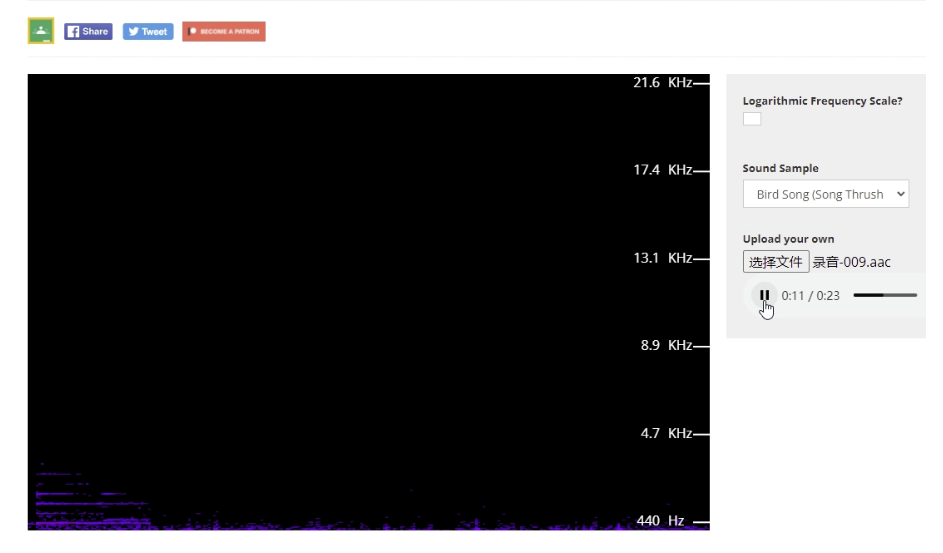 Share
Tweet
BECOME A PATRON
21.6 KHz
17.4 KHz
13.1 KHz
8.9 KHz
4.7 KHz
440 Hz
Logarithmic Frequency Scale?
Sound Sample
Bird Song (Song Thrush
Upload your own
选择文件 录音-009.aac
0:11 / 0:23